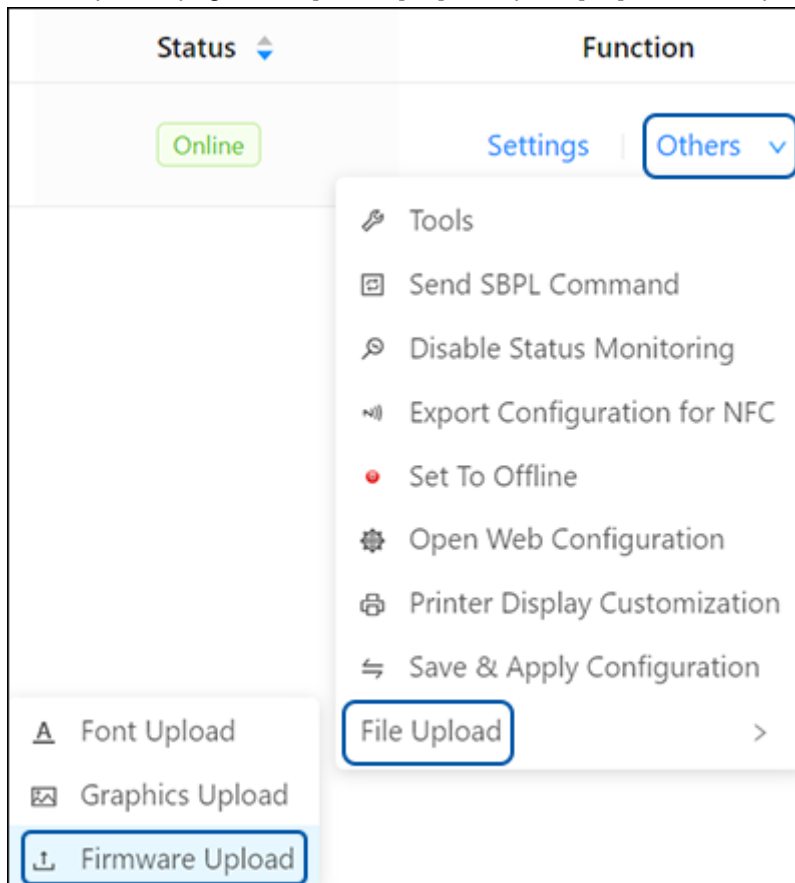 Status Function
Online Settings Others
Tools
Send SBPL Command
Disable Status Monitoring
Export Configuration for NFC
Set To Offline
Open Web Configuration
Printer Display Customization
Save & Apply Configuration
File Upload >
Font Upload
Graphics Upload
Firmware Upload